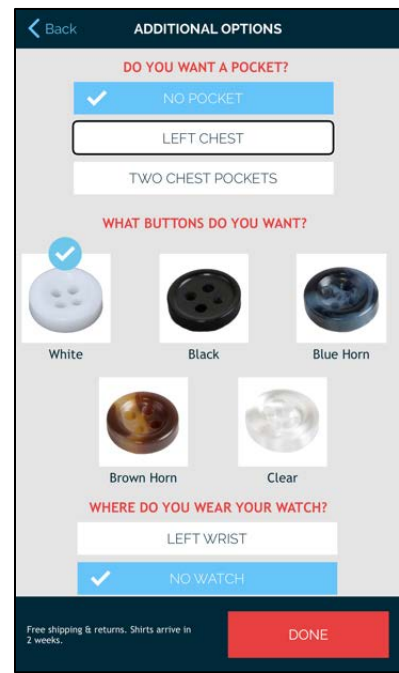 Back
ADDITIONAL OPTIONS
DO YOU WANT A POCKET?
NO POCKET
LEFT CHEST
TWO CHEST POCKETS
WHAT BUTTONS DO YOU WANT?
White
Black
Blue Horn
Brown Horn
Clear
WHERE DO YOU WEAR YOUR WATCH?
LEFT WRIST
NO WATCH
Free shipping & returns. Shirts arrive in
2 weeks.
DONE